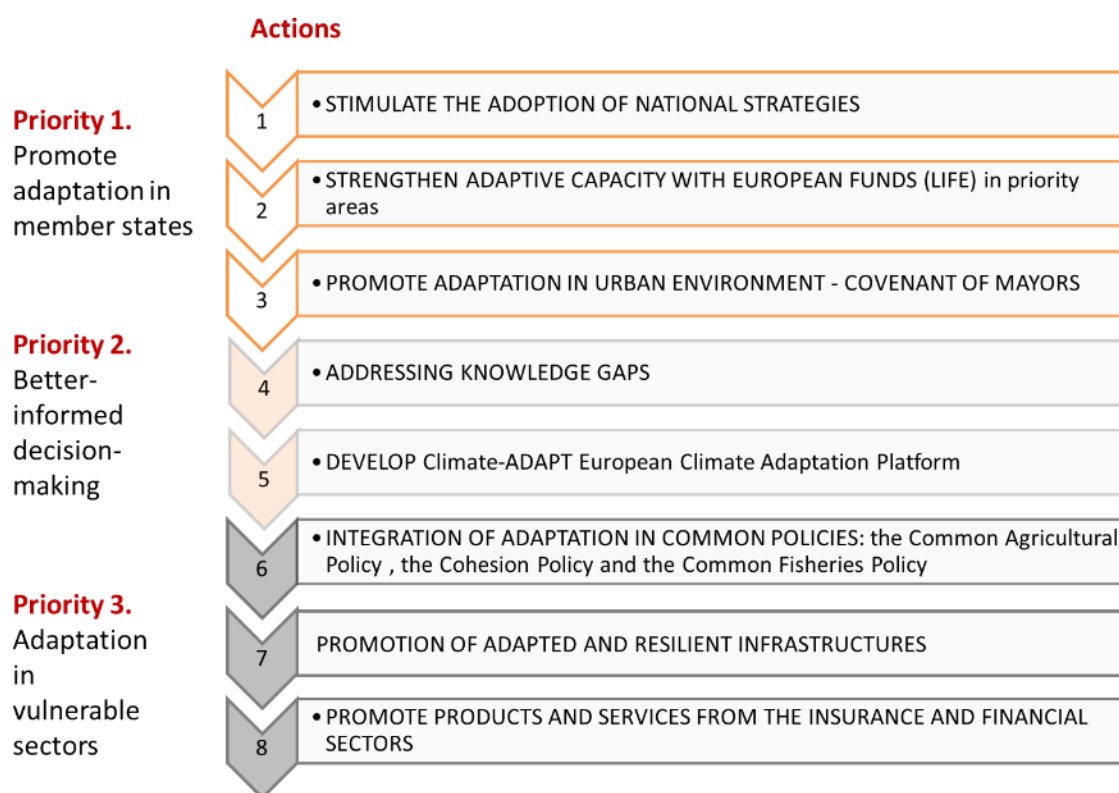 Actions
Priority 1.
Promote
adaptation in
member states
1
• STIMULATE THE ADOPTION OF NATIONAL STRATEGIES
2
• STRENGTHEN ADAPTIVE CAPACITY WITH EUROPEAN FUNDS (LIFE) in priority
areas
3
• PROMOTE ADAPTATION IN URBAN ENVIRONMENT - COVENANT OF MAYORS
Priority 2.
Better-
informed
decision-
making
4
• ADDRESSING KNOWLEDGE GAPS
5
• DEVELOP Climate-ADAPT European Climate Adaptation Platform
Priority 3.
Adaptation
in
vulnerable
sectors
6
• INTEGRATION OF ADAPTATION IN COMMON POLICIES: the Common Agricultural
Policy , the Cohesion Policy and the Common Fisheries Policy
7
PROMOTION OF ADAPTED AND RESILIENT INFRASTRUCTURES
8
• PROMOTE PRODUCTS AND SERVICES FROM THE INSURANCE AND FINANCIAL
SECTORS